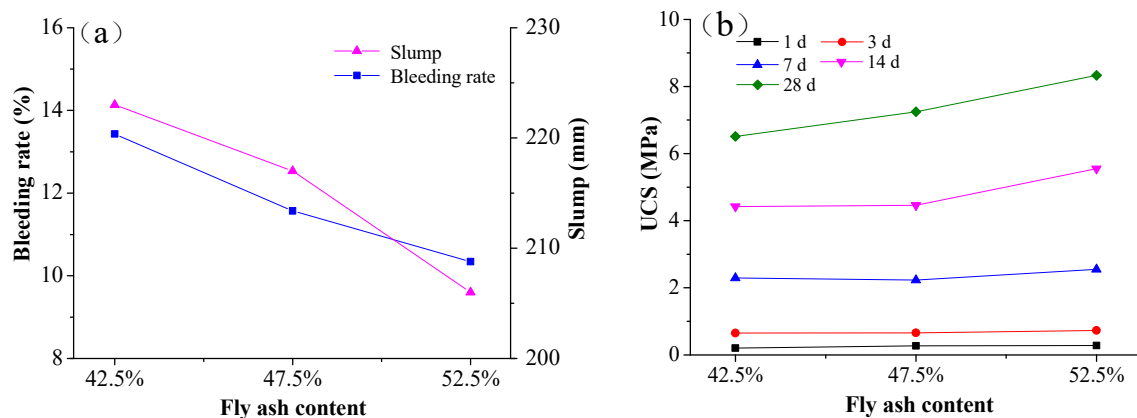 (a)
16
14
12
10
8
Bleeding rate (%)
Slump
Bleeding rate
230
220
210
200
Slump (mm)
42.5%
47.5%
52.5%
Fly ash content
(b)
10
8
6
4
2
0
UCS (MPa)
1 d
3 d
7 d
14 d
28 d
42.5%
47.5%
52.5%
Fly ash content